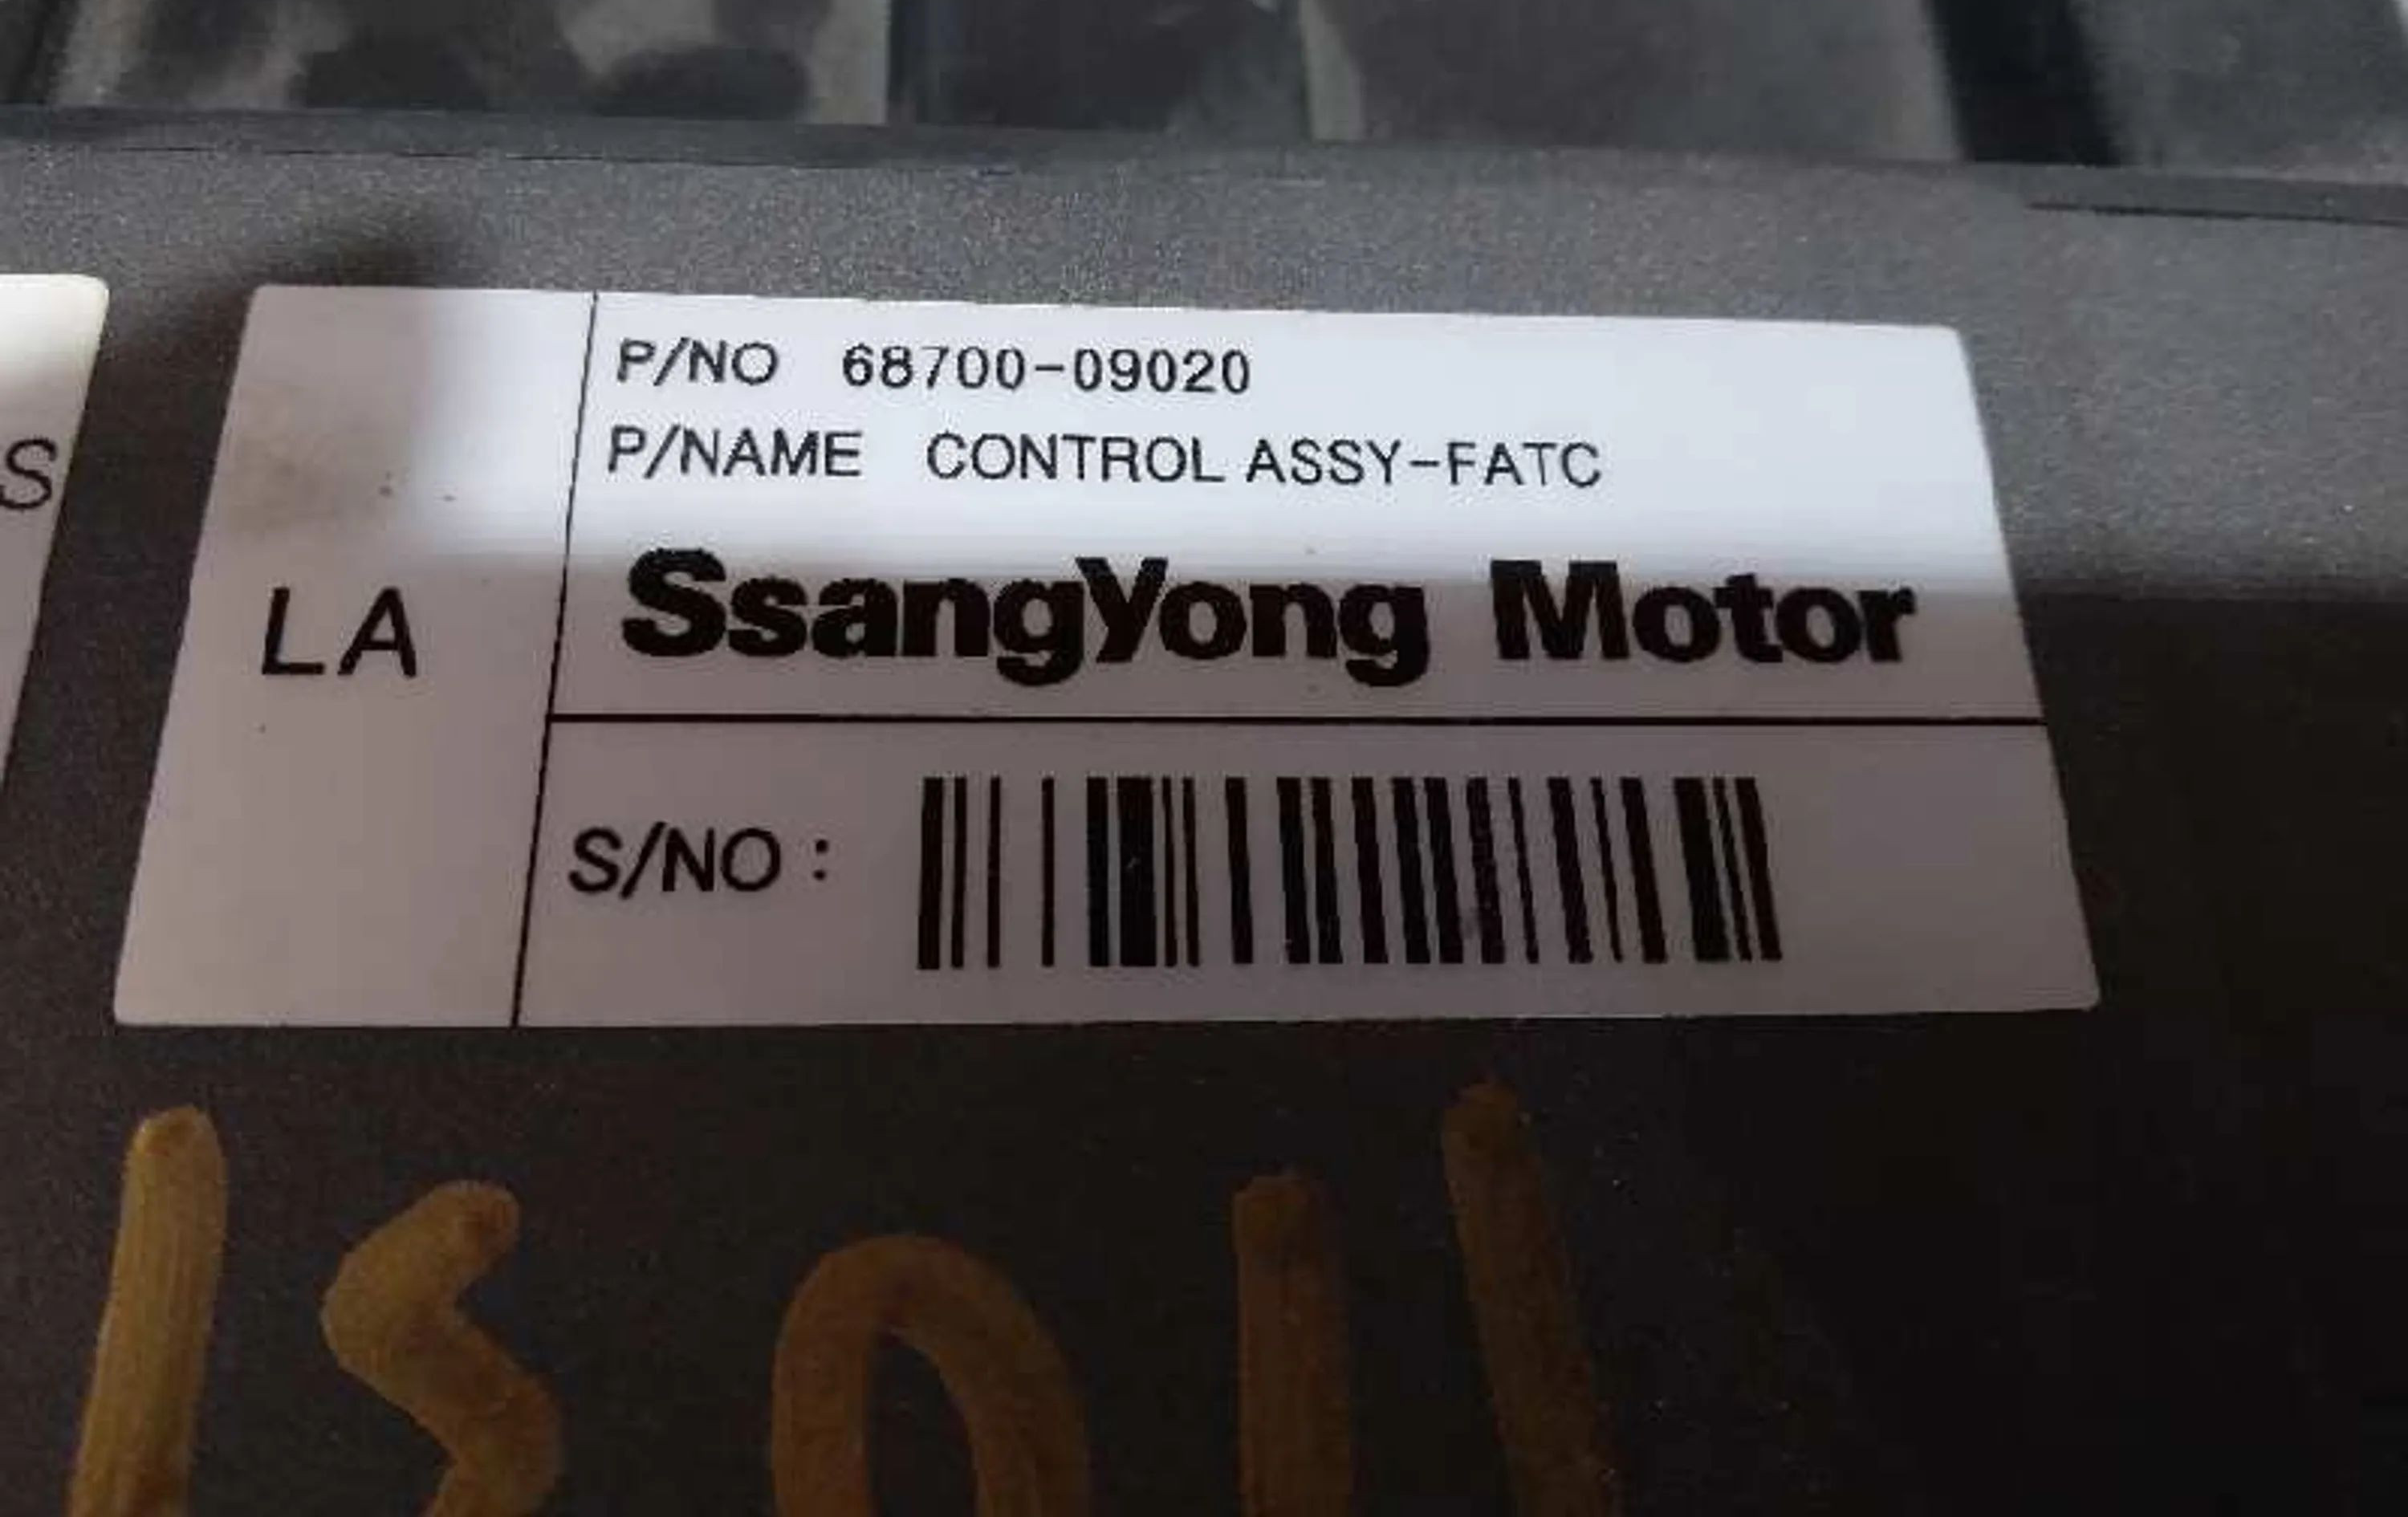 P/NO 68700-09020
P/NAME CONTROL ASSY-FATC
SsangYong Motor
LA
S/NO :
S